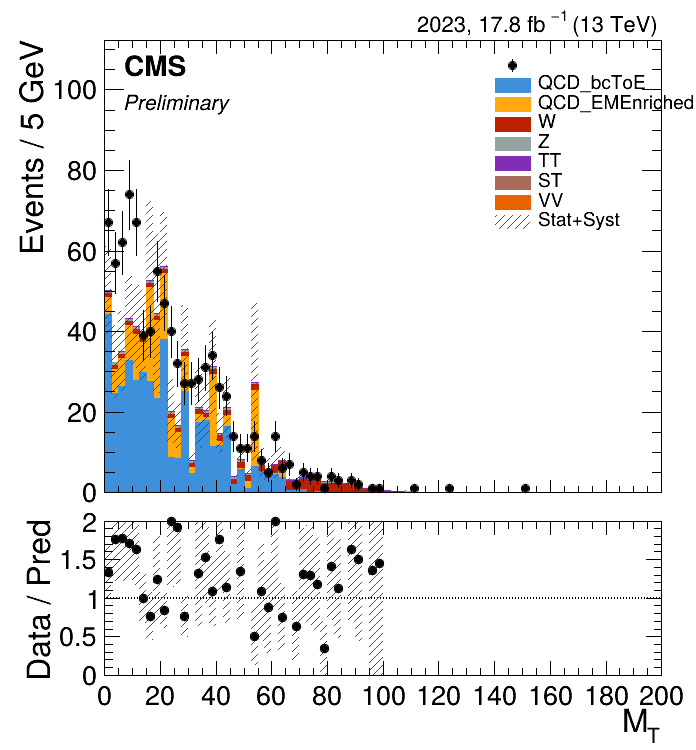 2023, 17.8 fb⁻¹ (13 TeV)
Events / 5 GeV
CMS
Preliminary
QCD_bcToE
QCD_EMEnrighed
W
Z
TT
ST
VV
Stat+Syst
100
80
60
40
20
0
Data / Pred
2
1.5
1
0.5
0
0 20 40 60 80 100 120 140 160 180 200
M_T